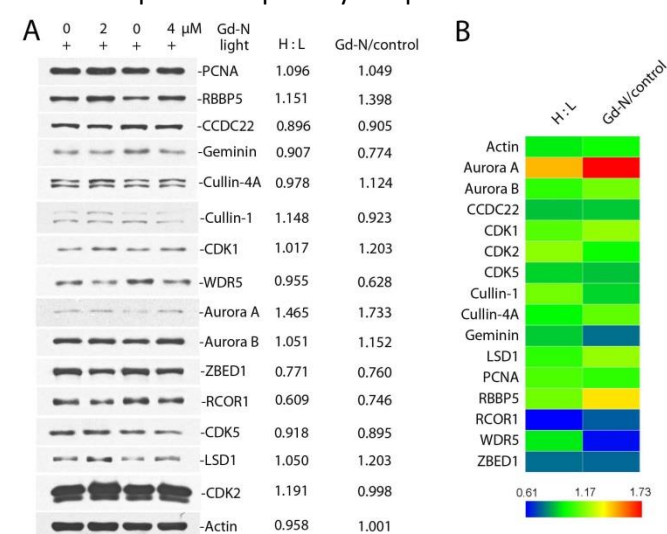 A
0 2 0 4 µM Gd-N
+ + + + light H : L Gd-N/control
-PCNA 1.096 1.049
-RBBP5 1.151 1.398
-CCDC22 0.896 0.905
-Geminin 0.907 0.774
-Cullin-4A 0.978 1.124
-Cullin-1 1.148 0.923
-CDK1 1.017 1.203
-WDR5 0.955 0.628
-Aurora A 1.465 1.733
-Aurora B 1.051 1.152
-ZBED1 0.771 0.760
-RCOR1 0.609 0.746
-CDK5 0.918 0.895
-LSD1 1.050 1.203
-CDK2 1.191 0.998
-Actin 0.958 1.001
B
H : L Gd-N/control
Actin
Aurora A
Aurora B
CCDC22
CDK1
CDK2
CDK5
Cullin-1
Cullin-4A
Geminin
LSD1
PCNA
RBBP5
RCOR1
WDR5
ZBED1
0.61 1.17 1.73